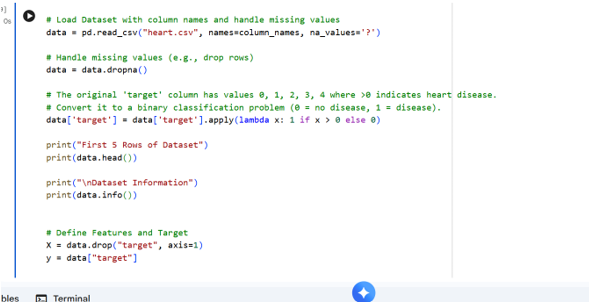 0s
# Load Dataset with column names and handle missing values
data = pd.read_csv("heart.csv", names=column_names, na_values='?')
# Handle missing values (e.g., drop rows)
data = data.dropna()
# The original 'target' column has values 0, 1, 2, 3, 4 where >0 indicates heart disease.
# Convert it to a binary classification problem (0 = no disease, 1 = disease).
data['target'] = data['target'].apply(lambda x: 1 if x > 0 else 0)
print("First 5 Rows of Dataset")
print(data.head())
print("\nDataset Information")
print(data.info())
# Define Features and Target
X = data.drop("target", axis=1)
y = data["target"]
bles Terminal